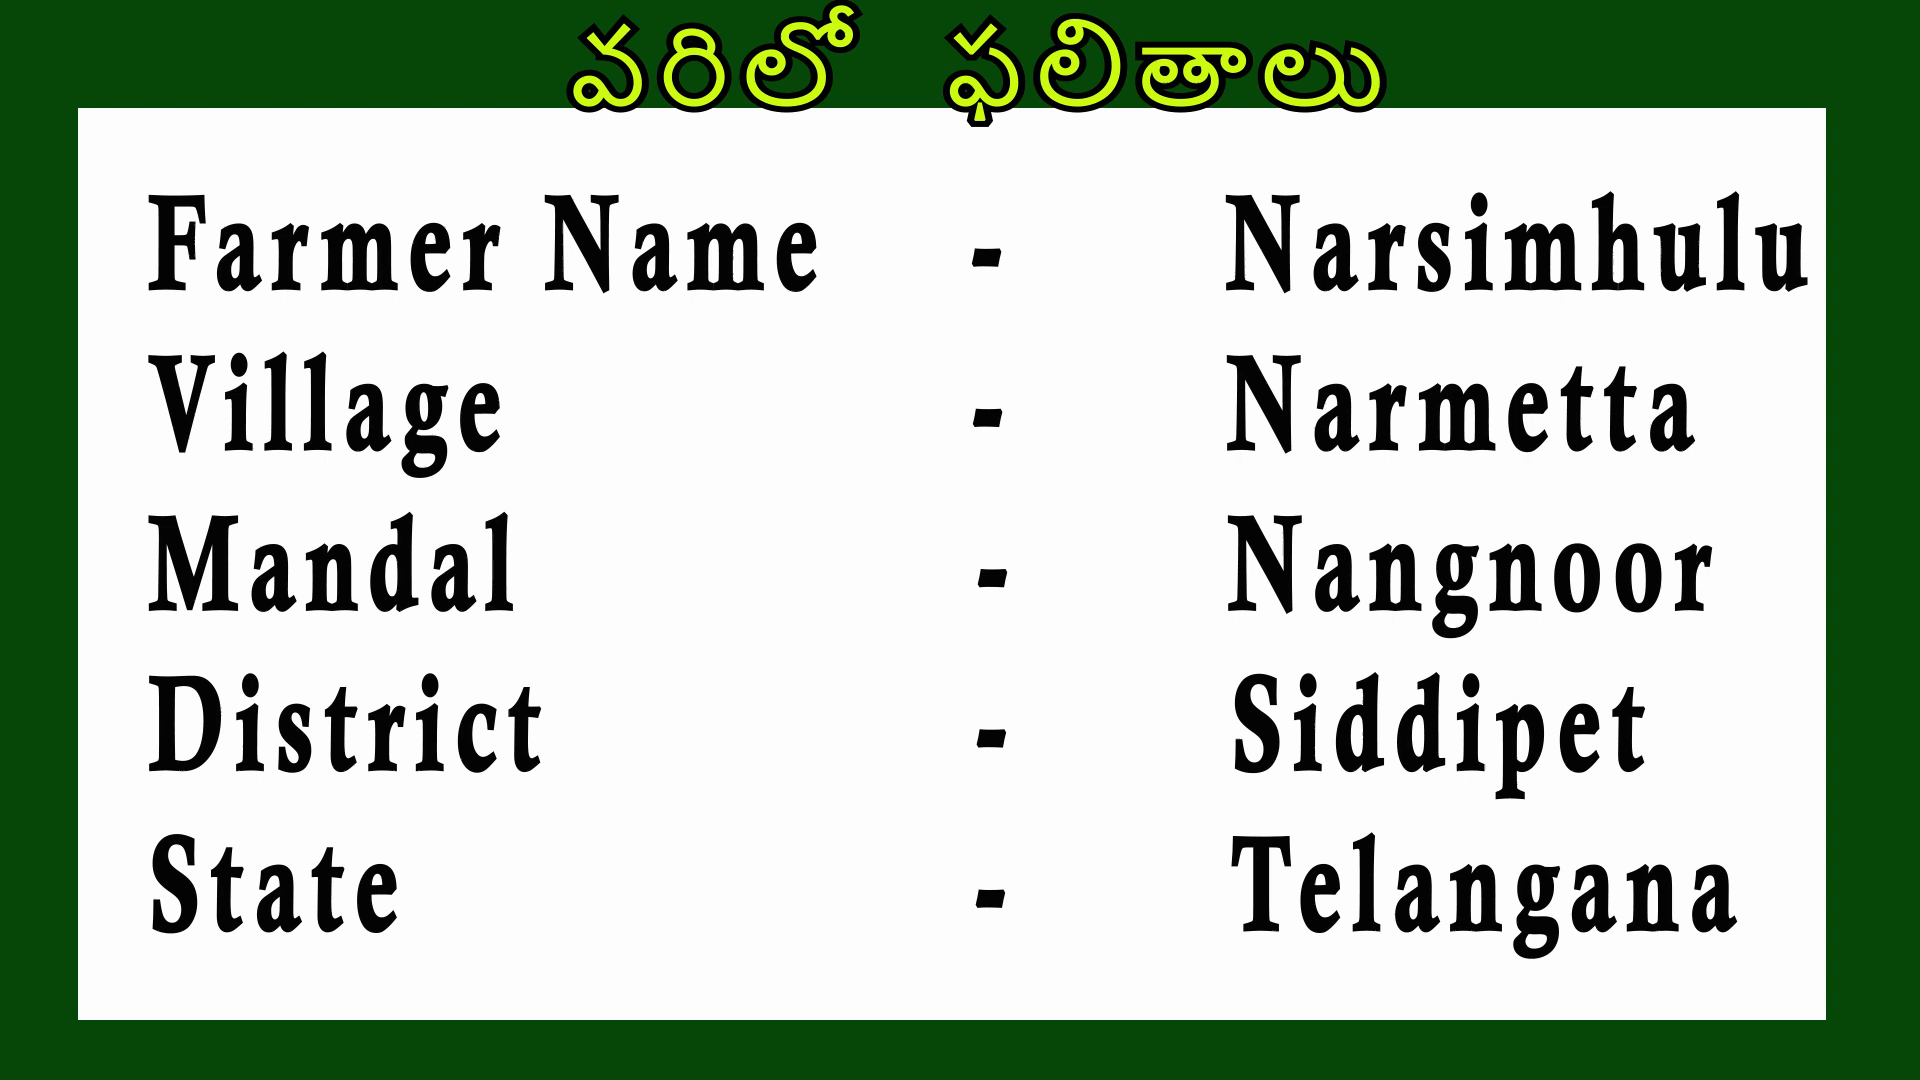 వరిలో ఫలితాలు
Farmer Name - Narsimhulu
Village - Narmetta
Mandal - Nangnoor
District - Siddipet
State - Telangana